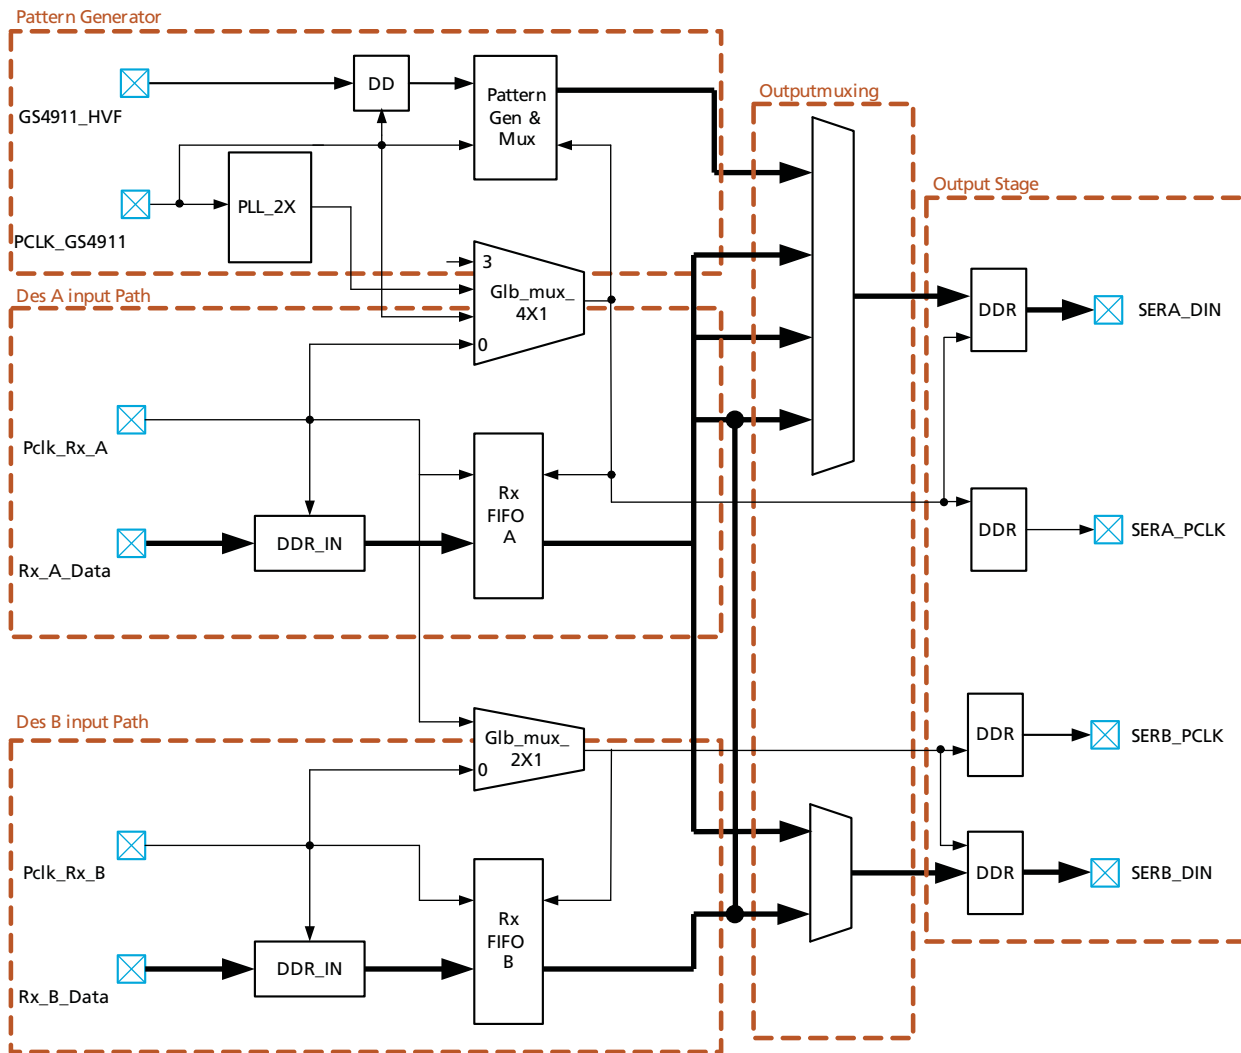 Pattern Generator
GS4911_HVF
DD
Pattern
Gen &
Mux
PCLK_GS4911
PLL_2X
3
Glb_mux_
4X1
0
Outputmuxing
Output Stage
DDR
SERA_DIN
DDR
SERA_PCLK
Des A input Path
Pclk_Rx_A
Rx_A_Data
DDR_IN
Rx
FIFO
A
Des B input Path
Glb_mux_
2X1
0
DDR
SERB_PCLK
DDR
SERB_DIN
Pclk_Rx_B
Rx_B_Data
DDR_IN
Rx
FIFO
B